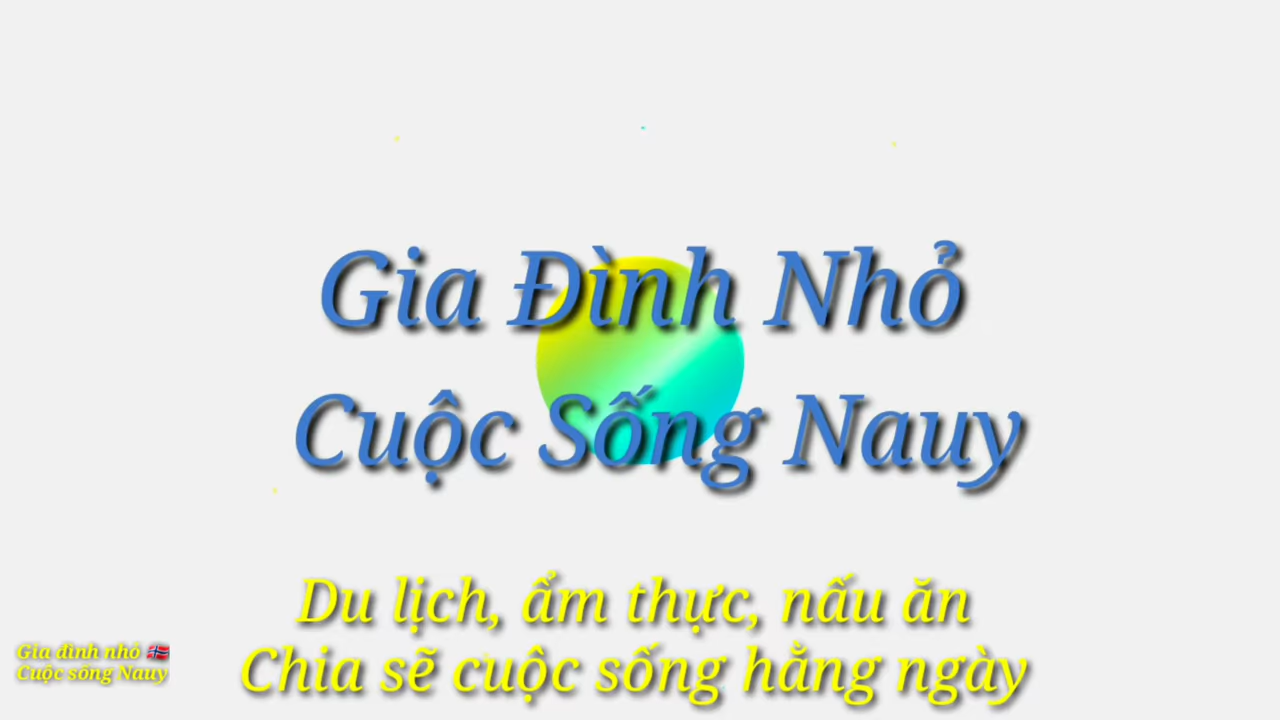 Gia Đình Nhỏ
Cuộc Sống Nauy
Du lịch, ẩm thực, nấu ăn
Chia sẽ cuộc sống hằng ngày
Gia đình nhỏ 🇳🇴
Cuộc sống Nauy